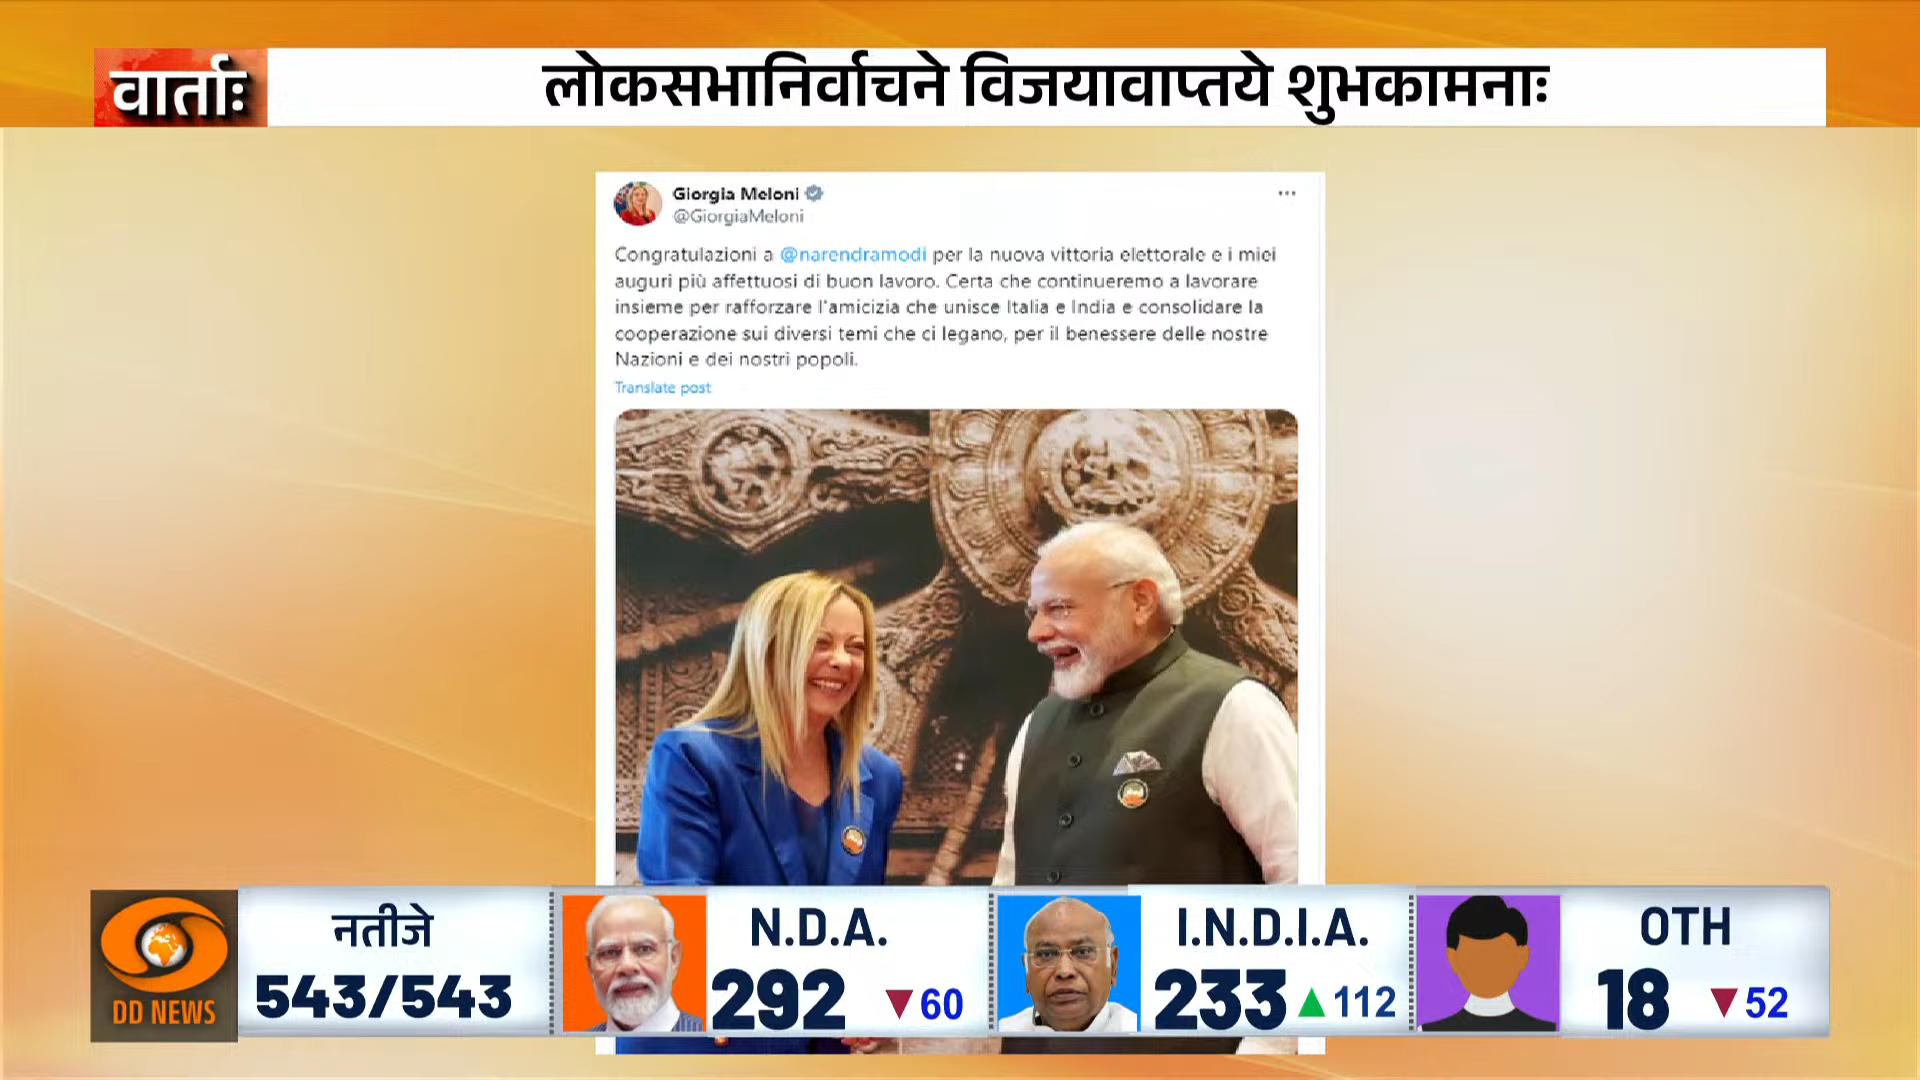 वार्ताः
लोकसभानिर्वाचने विजयावाप्तये शुभकामनाः
Giorgia Meloni
@GiorgiaMeloni
Congratulazioni a @narendramodi per la nuova vittoria elettorale e i miei
auguri più affettuosi di buon lavoro. Certa che continueremo a lavorare
insieme per rafforzare l'amicizia che unisce Italia e India e consolidare la
cooperazione sui diversi temi che ci legano, per il benessere delle nostre
Nazioni e dei nostri popoli.
Translate post
DD NEWS
नतीजे
543/543
N.D.A.
292 ▼60
I.N.D.I.A.
233 ▲112
OTH
18 ▼52